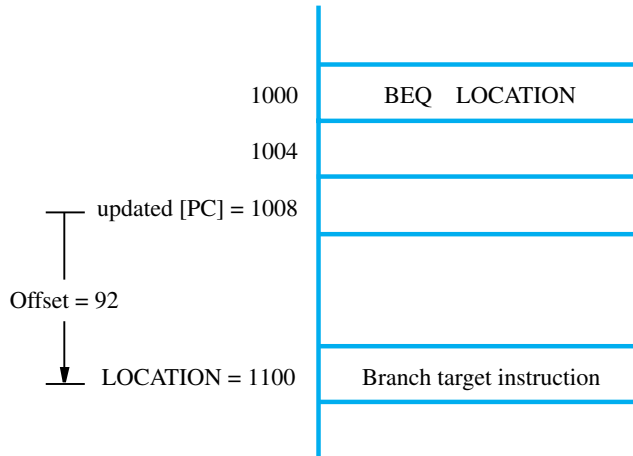 1000 BEQ LOCATION
1004
updated [PC] = 1008
Offset = 92
LOCATION = 1100 Branch target instruction